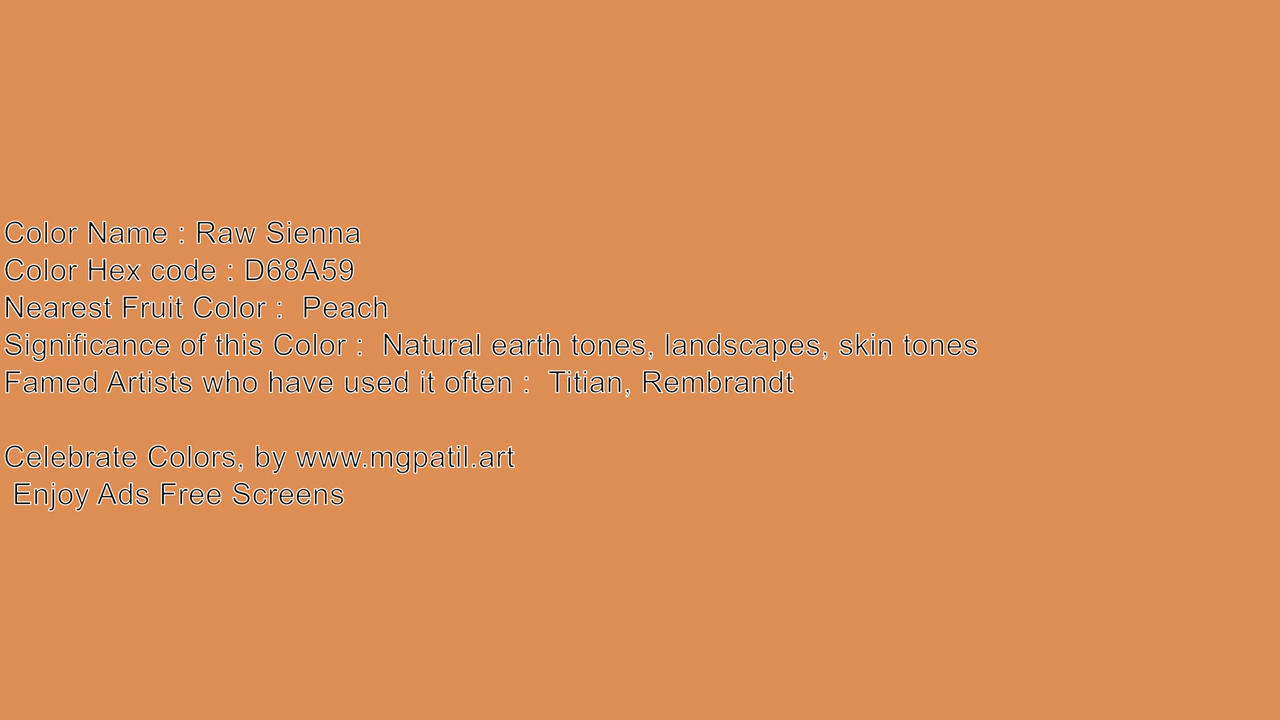 Color Name : Raw Sienna
Color Hex code : D68A59
Nearest Fruit Color :  Peach
Significance of this Color :  Natural earth tones, landscapes, skin tones
Famed Artists who have used it often :  Titian, Rembrandt
Celebrate Colors, by www.mgpatil.art
Enjoy Ads Free Screens